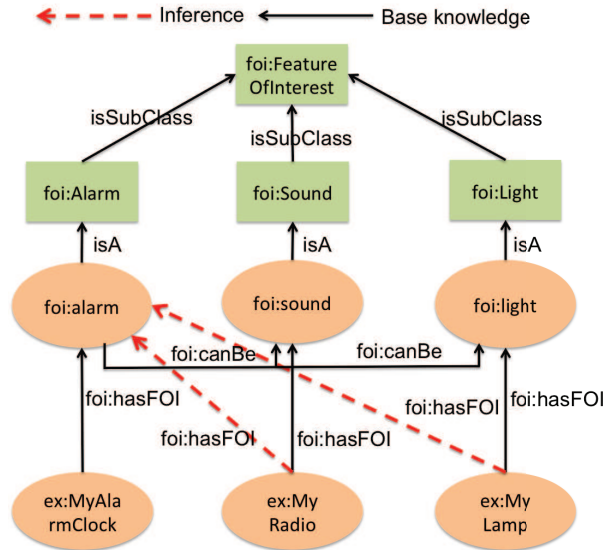 Inference
Base knowledge
foi:Feature
OfInterest
isSubClass
isSubClass
isSubClass
foi:Alarm
foi:Sound
foi:Light
isA
isA
isA
foi:alarm
foi:sound
foi:light
foi:canBe
foi:canBe
foi:hasFOI
foi:hasFOI
foi:hasFOI
foi:hasFOI
foi:hasFOI
ex:MyAla
rmClock
ex:My
Radio
ex:My
Lamp